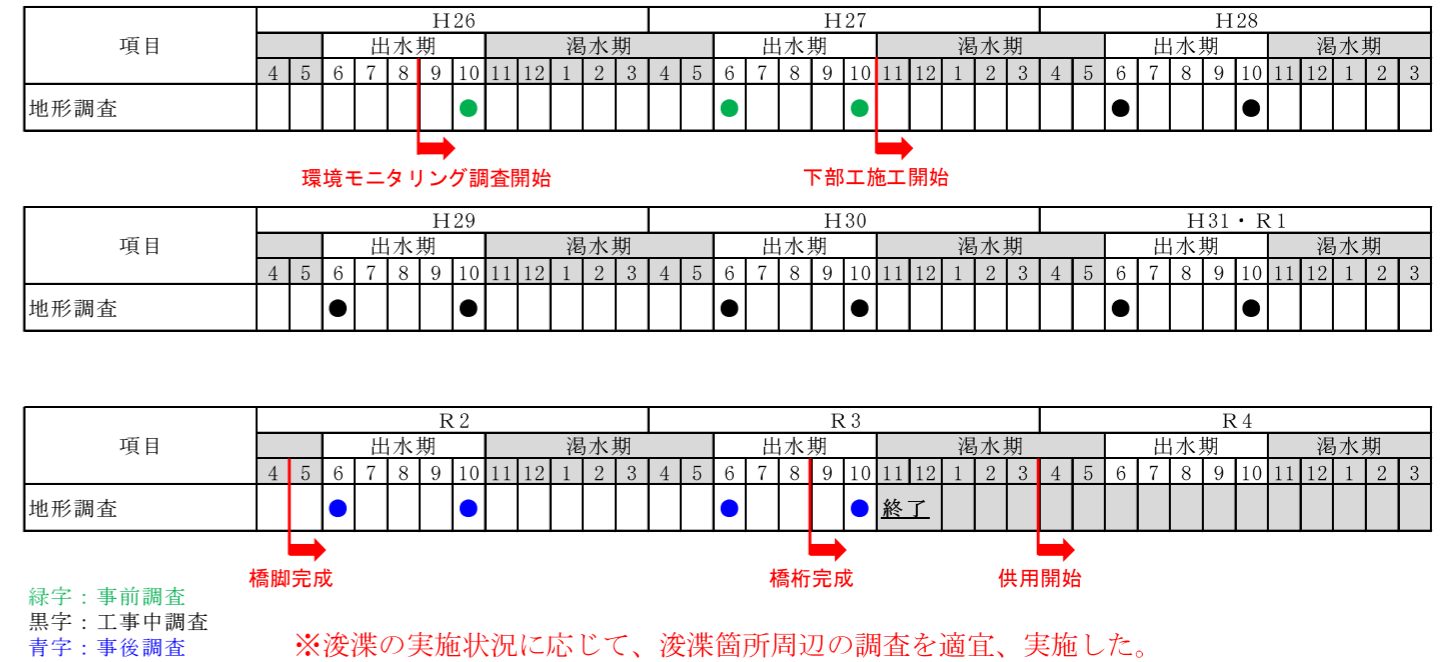 項目 H26 H27 H28
出水期 渇水期 出水期 渇水期 出水期 渇水期
4 5 6 7 8 9 10 11 12 1 2 3 4 5 6 7 8 9 10 11 12 1 2 3 4 5 6 7 8 9 10 11 12 1 2 3
地形調査 ● ● ● ● ●
環境モニタリング調査開始 下部工施工開始
項目 H29 H30 H31・R1
出水期 渇水期 出水期 渇水期 出水期 渇水期
4 5 6 7 8 9 10 11 12 1 2 3 4 5 6 7 8 9 10 11 12 1 2 3 4 5 6 7 8 9 10 11 12 1 2 3
地形調査 ● ● ● ● ● ●
項目 R2 R3 R4
出水期 渇水期 出水期 渇水期 出水期 渇水期
4 5 6 7 8 9 10 11 12 1 2 3 4 5 6 7 8 9 10 11 12 1 2 3 4 5 6 7 8 9 10 11 12 1 2 3
地形調査 ● ● ● ● 終了
橋脚完成 橋桁完成 供用開始
緑字：事前調査
黒字：工事中調査
青字：事後調査
※浚渫の実施状況に応じて、浚渫箇所周辺の調査を適宜、実施した。